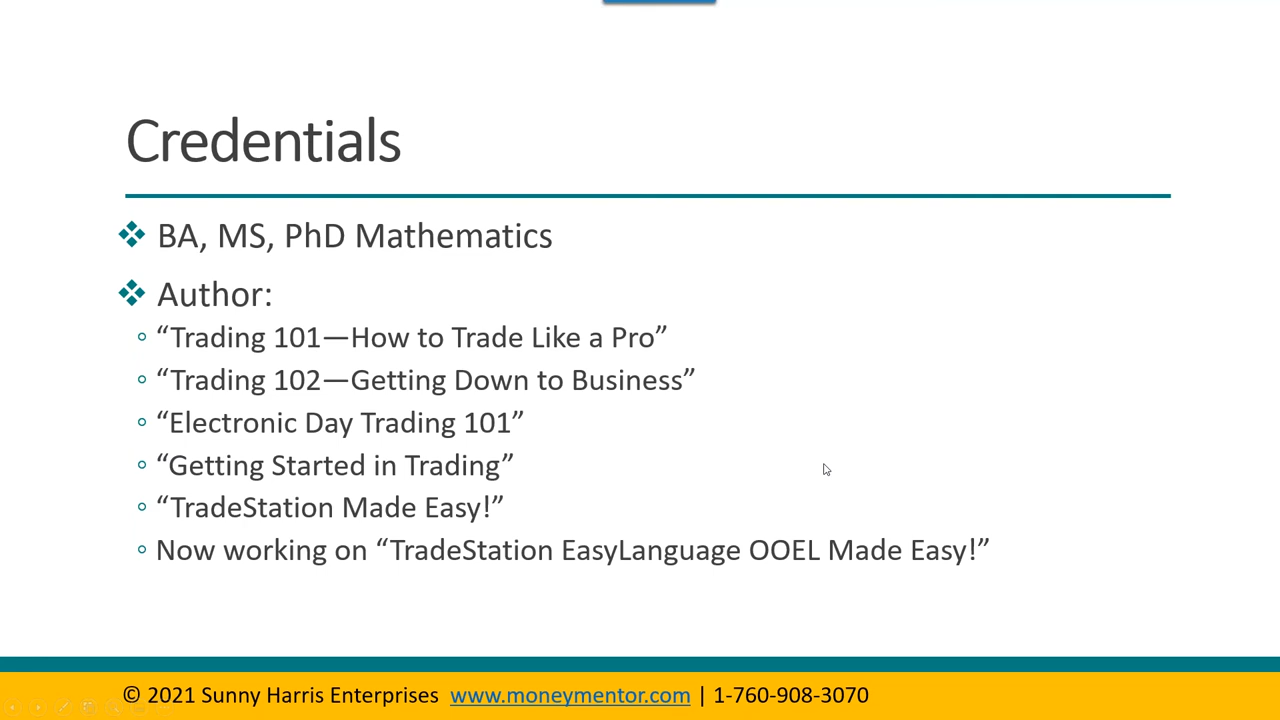 Credentials
❖ BA, MS, PhD Mathematics
❖ Author:
◦ “Trading 101—How to Trade Like a Pro”
◦ “Trading 102—Getting Down to Business”
◦ “Electronic Day Trading 101”
◦ “Getting Started in Trading”
◦ “TradeStation Made Easy!”
◦ Now working on “TradeStation EasyLanguage OOEL Made Easy!”
© 2021 Sunny Harris Enterprises www.moneymentor.com | 1-760-908-3070